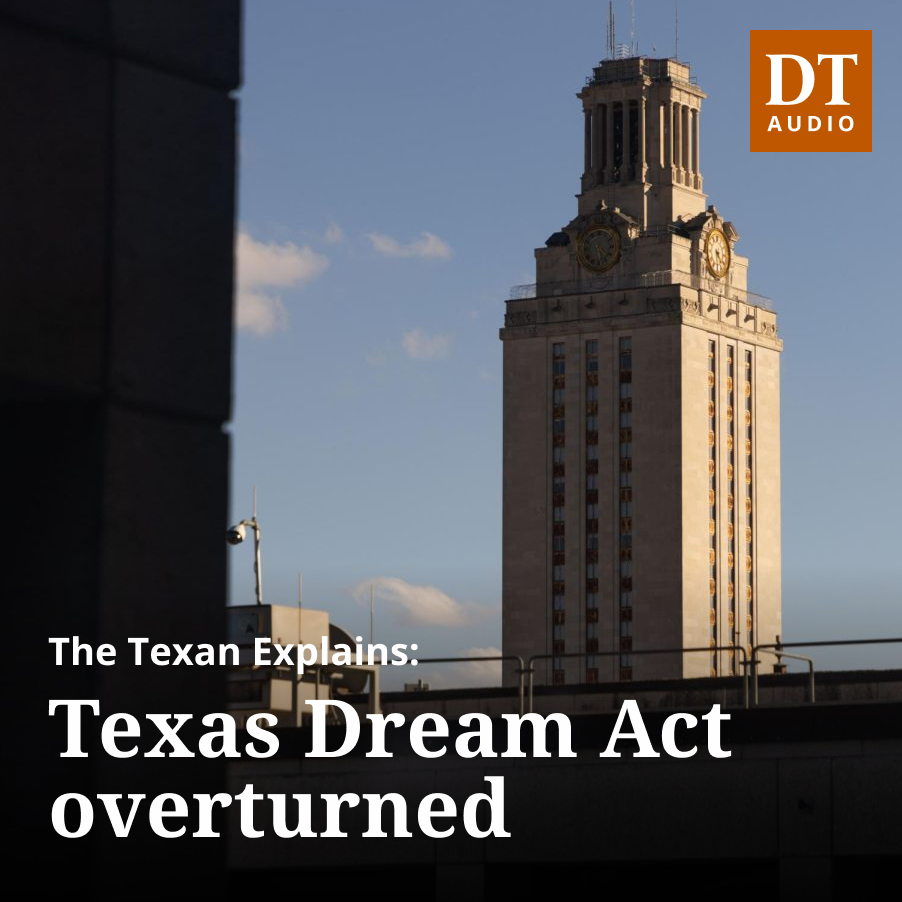 DT
AUDIO
The Texan Explains:
Texas Dream Act
overturned